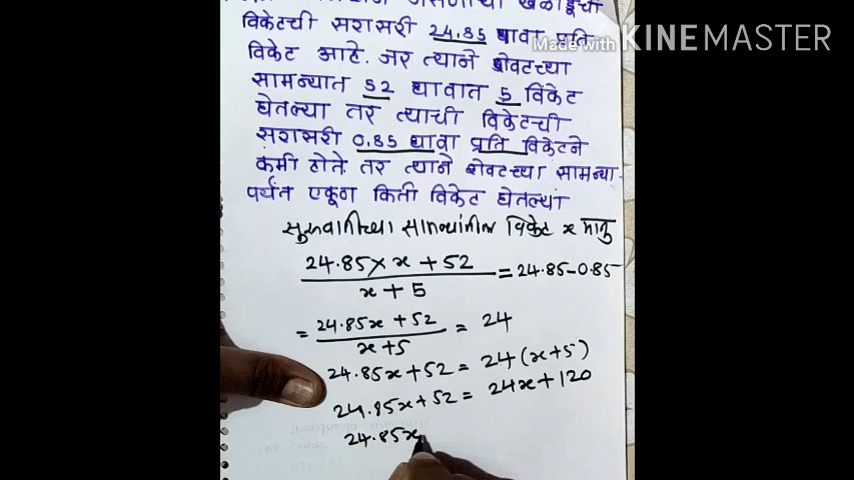 विकेटची सरासरी 24.85 धावा प्रति
Made with KINEMASTER
विकेट आहे. जर त्याने शेवटच्या
सामन्यात 52 धावात 5 विकेट
घेतल्या तर त्याची विकेटची
सरासरी 0.85 धावा प्रति विकेटने
कमी होते. तर त्याने शेवटच्या सामन्या-
पर्यंत एकूण किती विकेट घेतल्या
सुरुवातीच्या सामन्यांतील विकेट x मानु
24.85 × x + 52 / x + 5 = 24.85 - 0.85
= 24.85x + 52 / x + 5 = 24
24.85x + 52 = 24 (x + 5)
24.85x + 52 = 24x + 120
24.85x